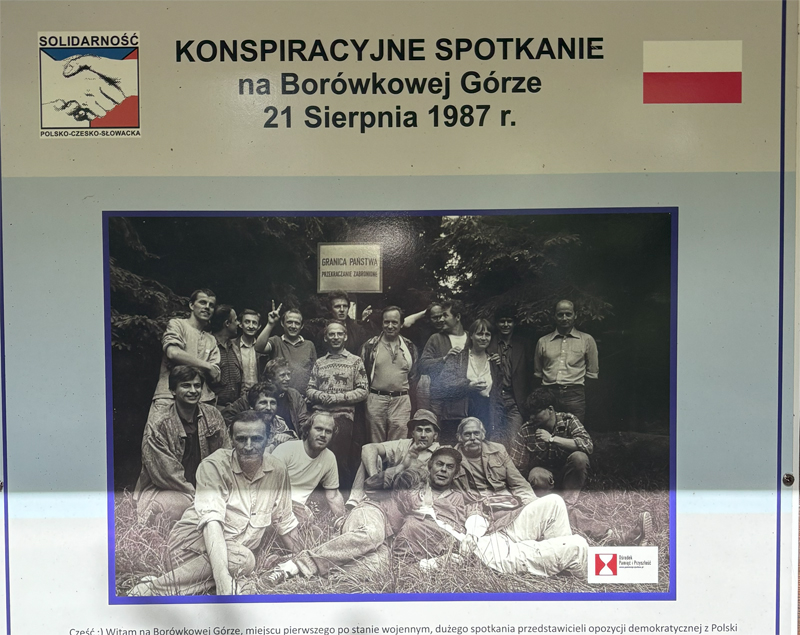 SOLIDARNOŚĆ
POLSKO-CZESKO-SŁOWACKA
KONSPIRACYJNE SPOTKANIE
na Borówkowej Górze
21 Sierpnia 1987 r.
GRANICA PAŃSTWA
PRZEKRACZANIE ZABRONIONE
Ośrodek
Pamięć i Przyszłość
Cześć :) Witam na Borówkowej Górze, miejscu pierwszego po stanie wojennym, dużego spotkania przedstawicieli opozycji demokratycznej z Polski